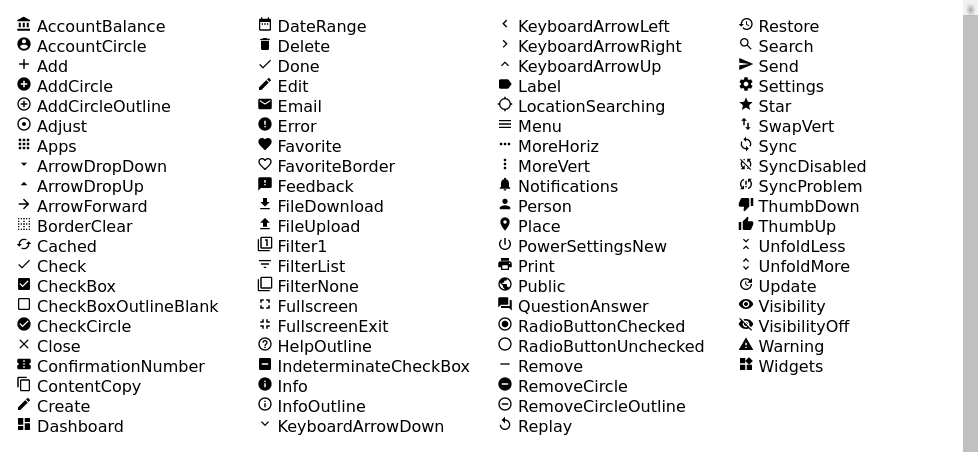 AccountBalance
AccountCircle
Add
AddCircle
AddCircleOutline
Adjust
Apps
ArrowDropDown
ArrowDropUp
ArrowForward
BorderClear
Cached
Check
CheckBox
CheckBoxOutlineBlank
CheckCircle
Close
ConfirmationNumber
ContentCopy
Create
Dashboard
DateRange
Delete
Done
Edit
Email
Error
Favorite
FavoriteBorder
Feedback
FileDownload
FileUpload
Filter1
FilterList
FilterNone
Fullscreen
FullscreenExit
HelpOutline
IndeterminateCheckBox
Info
InfoOutline
KeyboardArrowDown
KeyboardArrowLeft
KeyboardArrowRight
KeyboardArrowUp
Label
LocationSearching
Menu
MoreHoriz
MoreVert
Notifications
Person
Place
PowerSettingsNew
Print
Public
QuestionAnswer
RadioButtonChecked
RadioButtonUnchecked
Remove
RemoveCircle
RemoveCircleOutline
Replay
Restore
Search
Send
Settings
Star
SwapVert
Sync
SyncDisabled
SyncProblem
ThumbDown
ThumbUp
UnfoldLess
UnfoldMore
Update
Visibility
VisibilityOff
Warning
Widgets